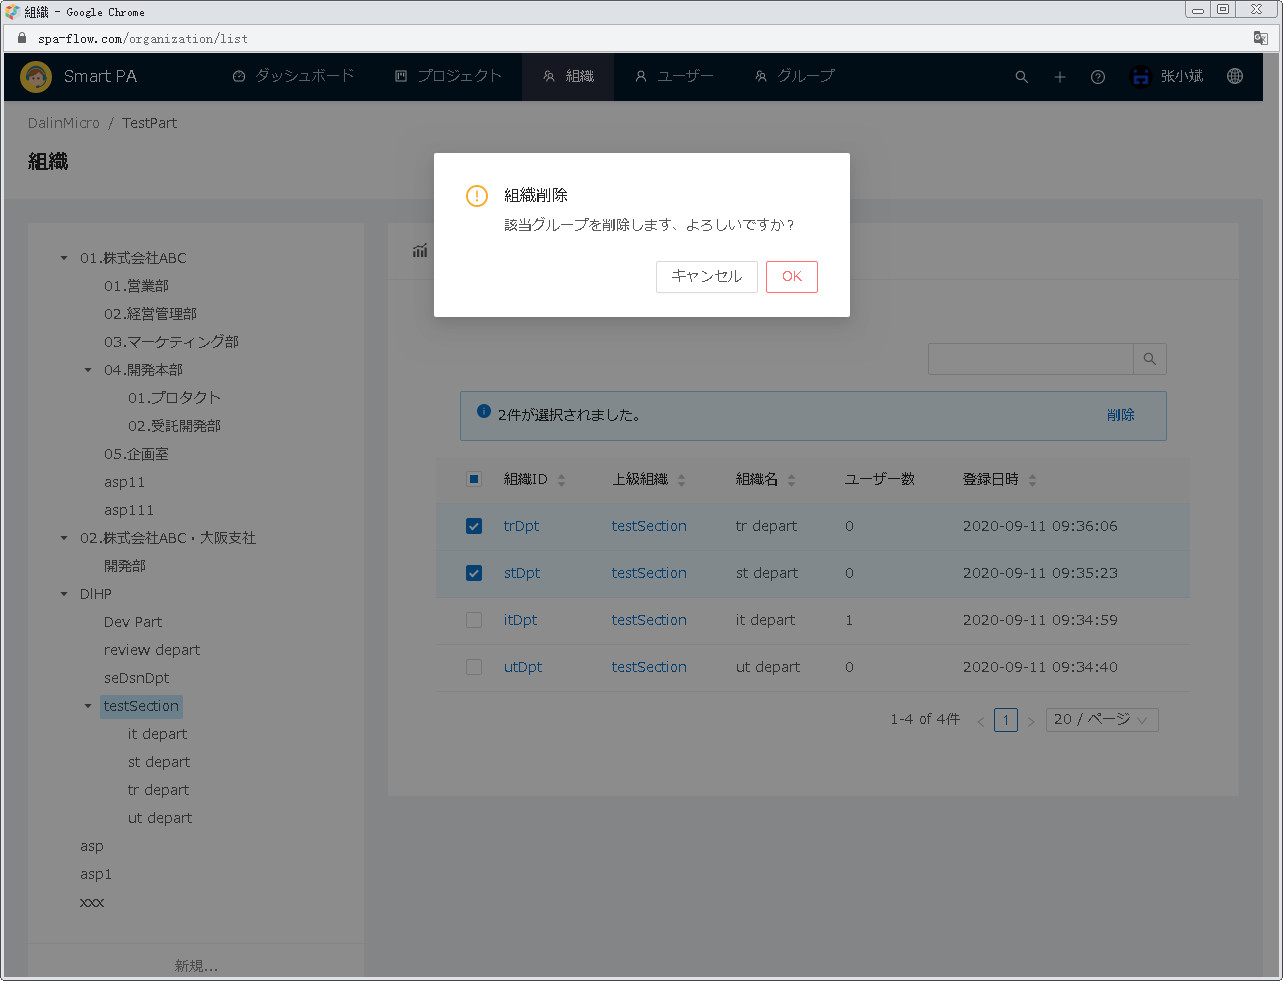 組織 - Google Chrome
spa-flow.com/organization/list
Smart PA ダッシュボード プロジェクト 組織 ユーザー グループ 张小斌
DalinMicro / TestPart
組織
組織削除
該当グループを削除します、よろしいですか？
キャンセル OK
01.株式会社ABC
01.営業部
02.経営管理部
03.マーケティング部
04.開発本部
01.プロタクト
02.受託開発部
05.企画室
asp11
asp111
02.株式会社ABC・大阪支社
開発部
DIHP
Dev Part
review depart
seDsnDpt
testSection
it depart
st depart
tr depart
ut depart
asp
asp1
xxx
新規...
2件が選択されました。 削除
組織ID 上級組織 組織名 ユーザー数 登録日時
trDpt testSection tr depart 0 2020-09-11 09:36:06
stDpt testSection st depart 0 2020-09-11 09:35:23
itDpt testSection it depart 1 2020-09-11 09:34:59
utDpt testSection ut depart 0 2020-09-11 09:34:40
1-4 of 4件 < 1 > 20 / ページ